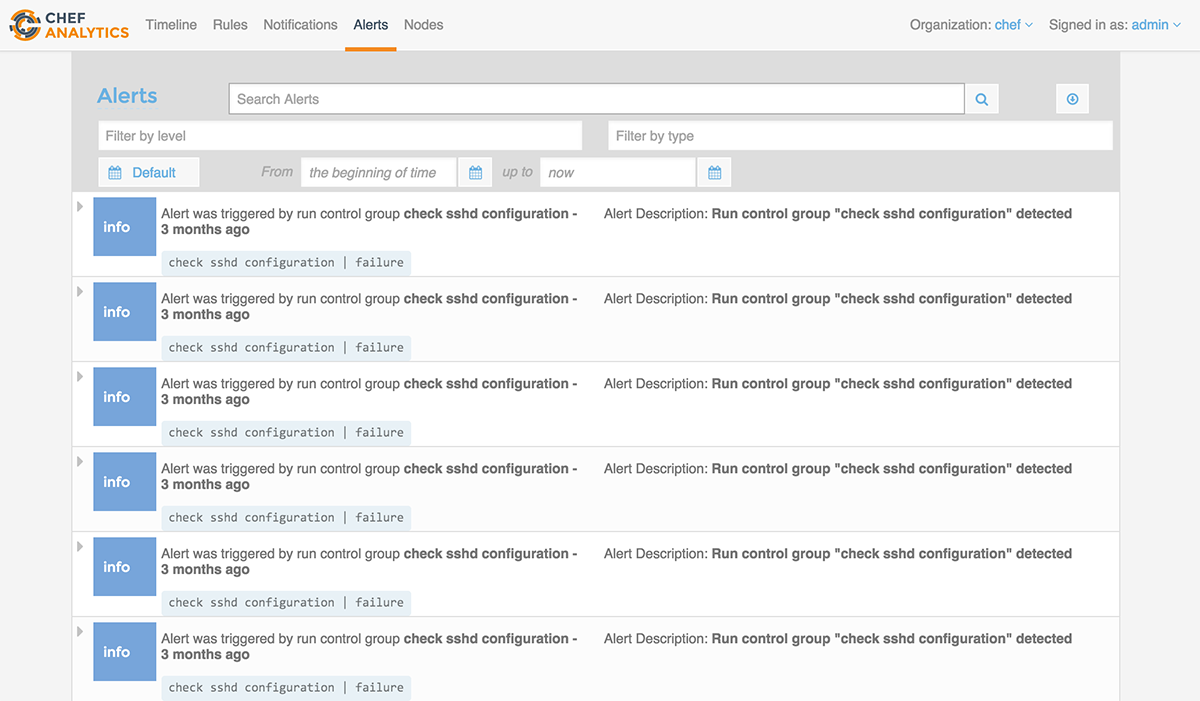 CHEF
ANALYTICS
Timeline Rules Notifications Alerts Nodes Organization: chef Signed in as: admin
Alerts Search Alerts
Filter by level Filter by type
Default From the beginning of time up to now
info Alert was triggered by run control group check sshd configuration - Alert Description: Run control group "check sshd configuration" detected
3 months ago
check sshd configuration | failure
info Alert was triggered by run control group check sshd configuration - Alert Description: Run control group "check sshd configuration" detected
3 months ago
check sshd configuration | failure
info Alert was triggered by run control group check sshd configuration - Alert Description: Run control group "check sshd configuration" detected
3 months ago
check sshd configuration | failure
info Alert was triggered by run control group check sshd configuration - Alert Description: Run control group "check sshd configuration" detected
3 months ago
check sshd configuration | failure
info Alert was triggered by run control group check sshd configuration - Alert Description: Run control group "check sshd configuration" detected
3 months ago
check sshd configuration | failure
info Alert was triggered by run control group check sshd configuration - Alert Description: Run control group "check sshd configuration" detected
3 months ago
check sshd configuration | failure